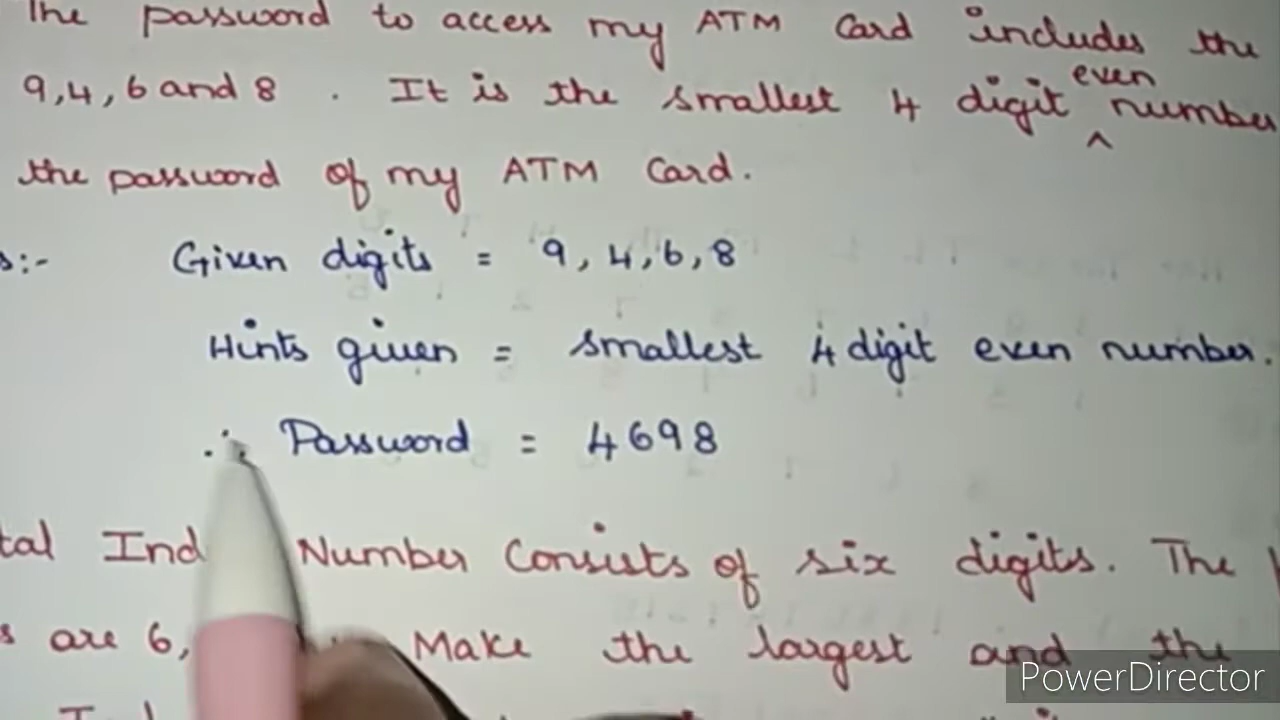 The password to access my ATM Card includes the
9, 4, 6 and 8 . It is the smallest 4 digit even number
the password of my ATM Card.
s:- Given digits = 9, 4, 6, 8
Hints given = smallest 4 digit even number.
∴ Password = 4698
tal Ind Number Consists of six digits. The
s are 6, Make the largest and the
Ind
PowerDirector